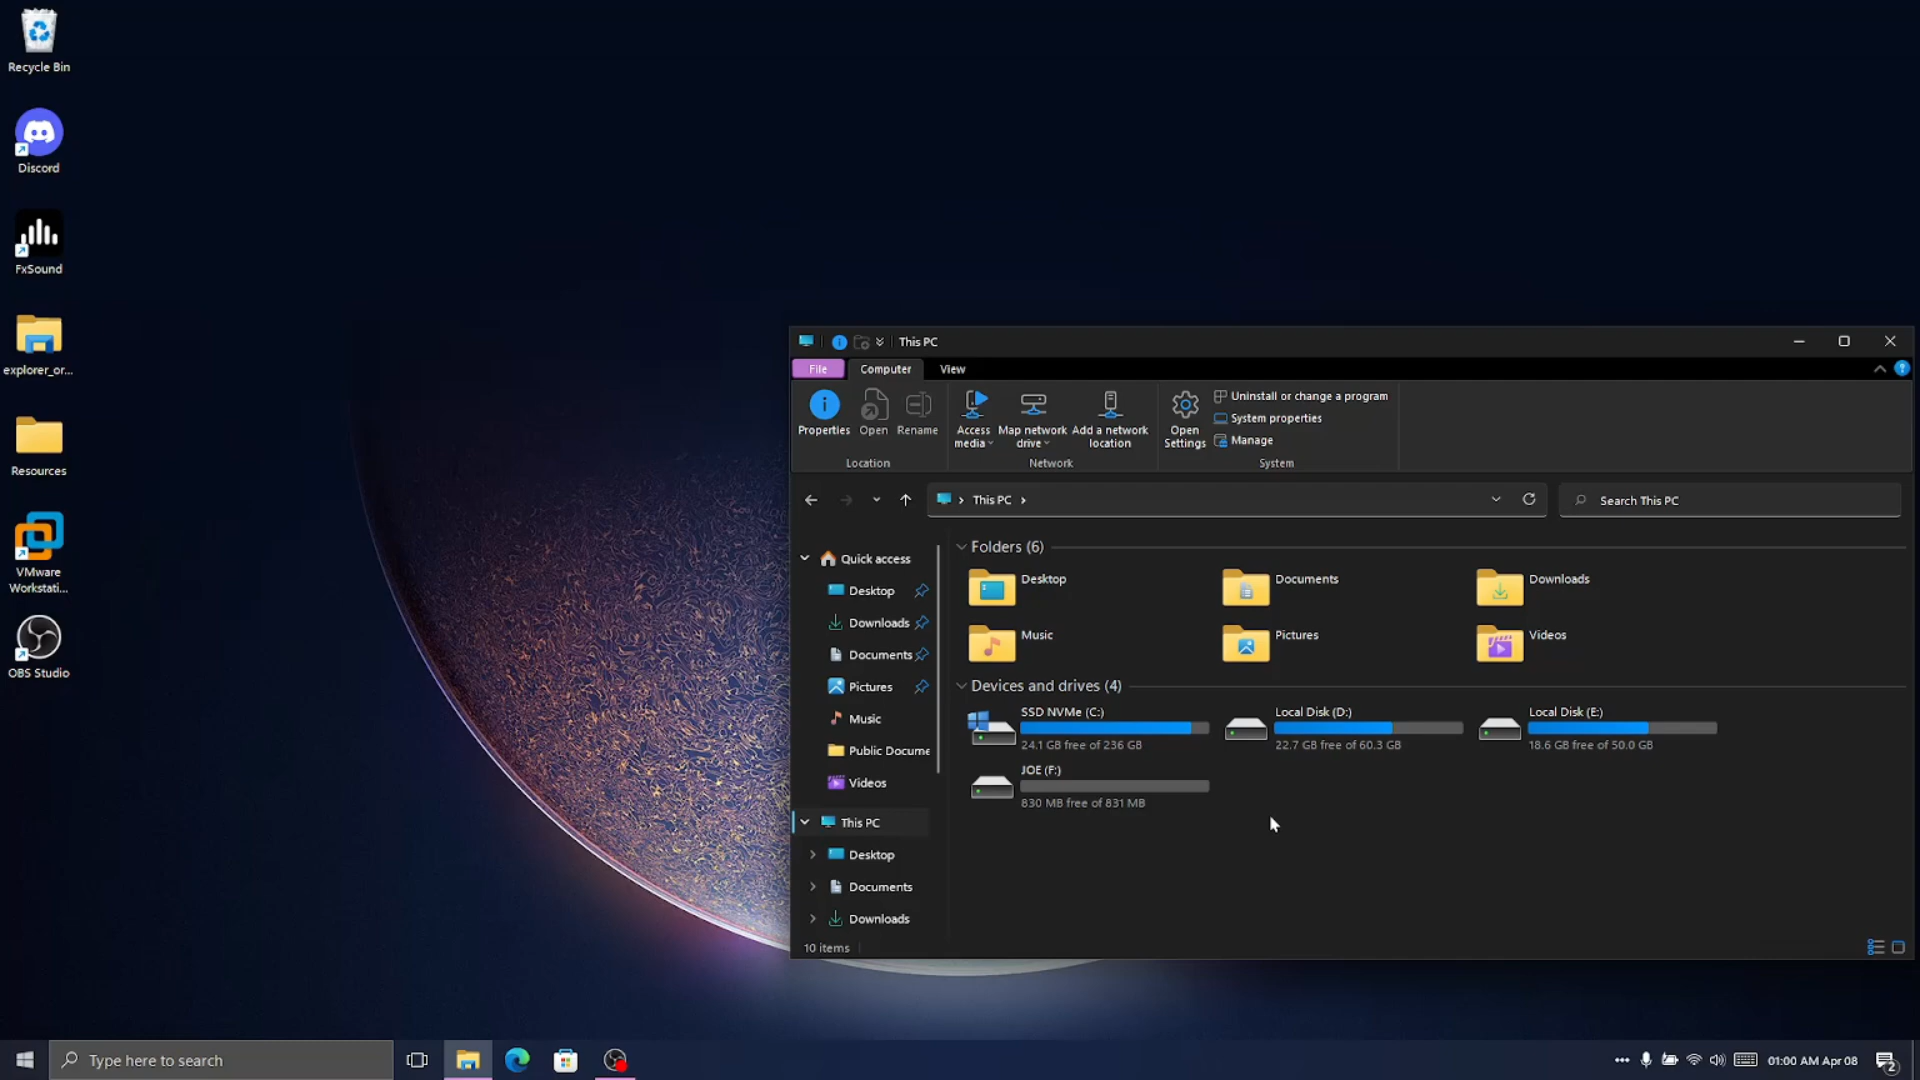 Recycle Bin
Discord
FxSound
explorer_or...
Resources
VMware
Workstati...
OBS Studio
This PC
File
Computer
View
Properties
Open
Rename
Location
Access
media
Map network
drive
Add a network
location
Network
Open
Settings
Uninstall or change a program
System properties
Manage
System
This PC
Search This PC
Quick access
Desktop
Downloads
Documents
Pictures
Music
Public Docume
Videos
This PC
Desktop
Documents
Downloads
Folders (6)
Desktop
Documents
Downloads
Music
Pictures
Videos
Devices and drives (4)
SSD NVMe (C:)
24.1 GB free of 236 GB
Local Disk (D:)
22.7 GB free of 60.3 GB
Local Disk (E:)
18.6 GB free of 50.0 GB
JOE (F:)
830 MB free of 831 MB
10 items
Type here to search
01:00 AM Apr 08
2